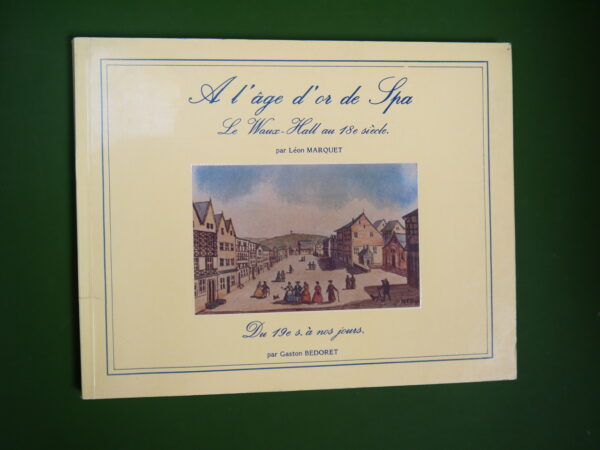 A l'âge d'or de Spa
Le Waux-Hall au 18e siècle.
par Léon MARQUET
Du 19e s. à nos jours.
par Gaston BEDORET